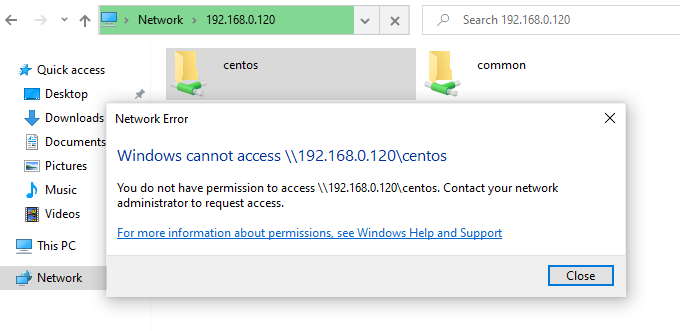 Network
192.168.0.120
Search 192.168.0.120
Quick access
Desktop
Downloads
Documents
Pictures
Music
Videos
This PC
Network
centos
common
Network Error
Windows cannot access \\192.168.0.120\centos
You do not have permission to access \\192.168.0.120\centos. Contact your network
administrator to request access.
For more information about permissions, see Windows Help and Support
Close